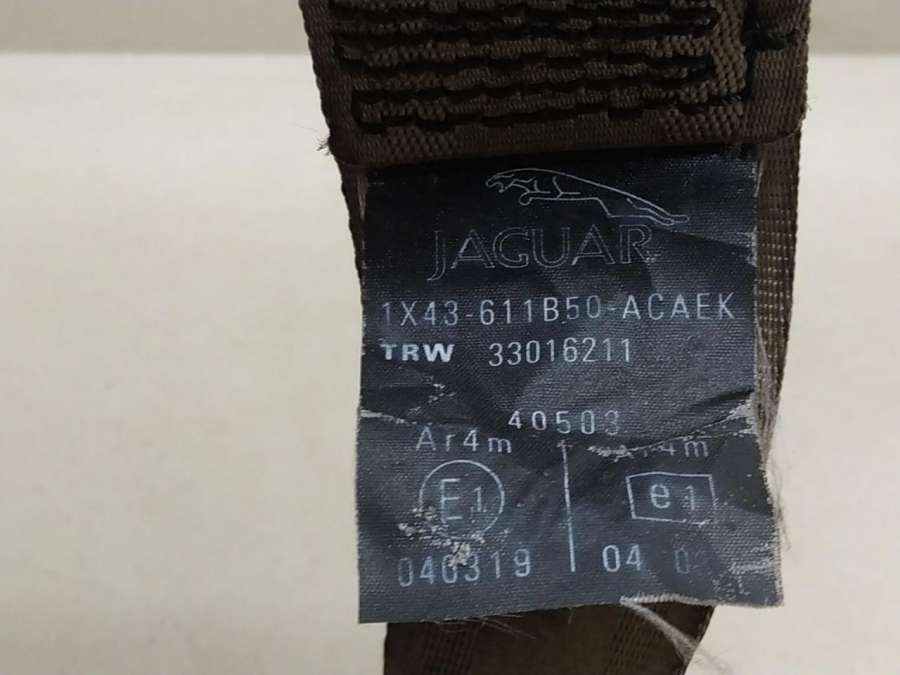 JAGUAR
1X43-611B50-ACAEK
TRW 33016211
40503
Ar4m
E1 e1
040319 04